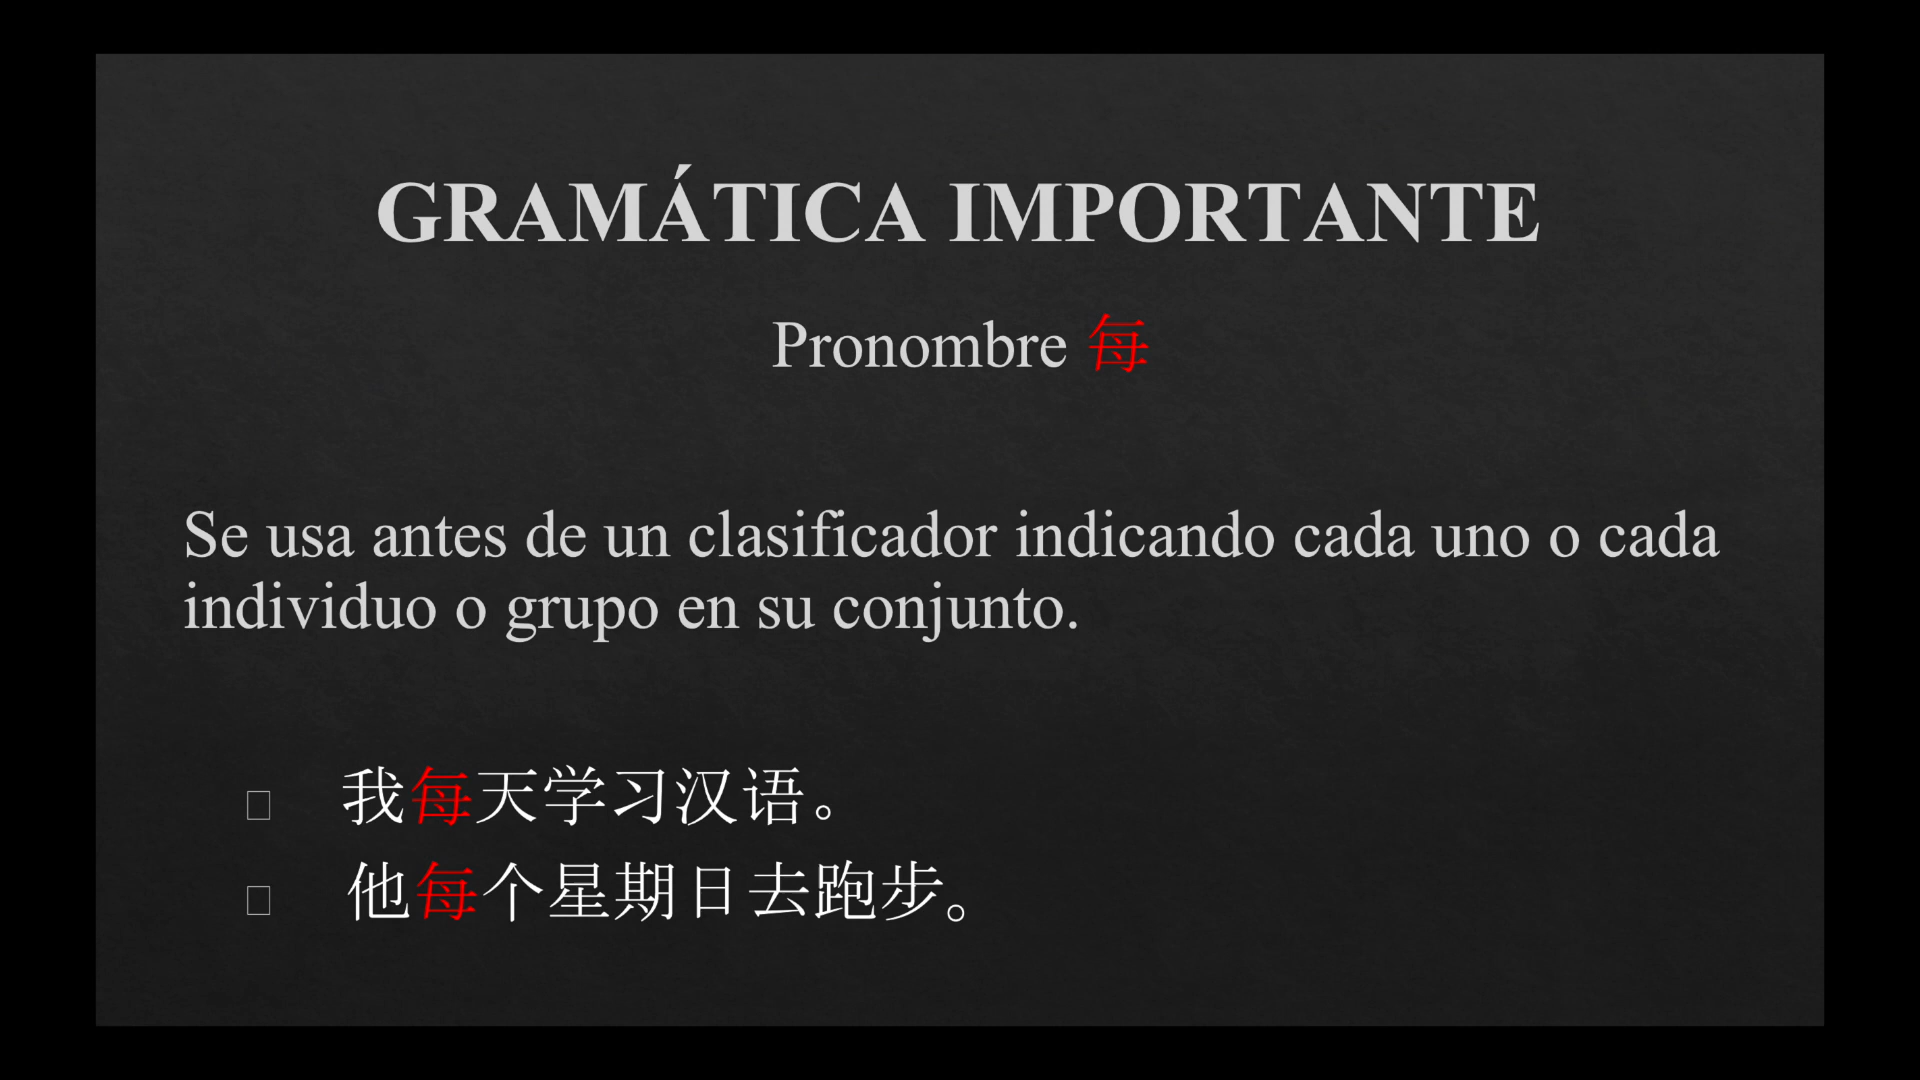 GRAMÁTICA IMPORTANTE
Pronombre 每
Se usa antes de un clasificador indicando cada uno o cada
individuo o grupo en su conjunto.
我每天学习汉语。
他每个星期日去跑步。